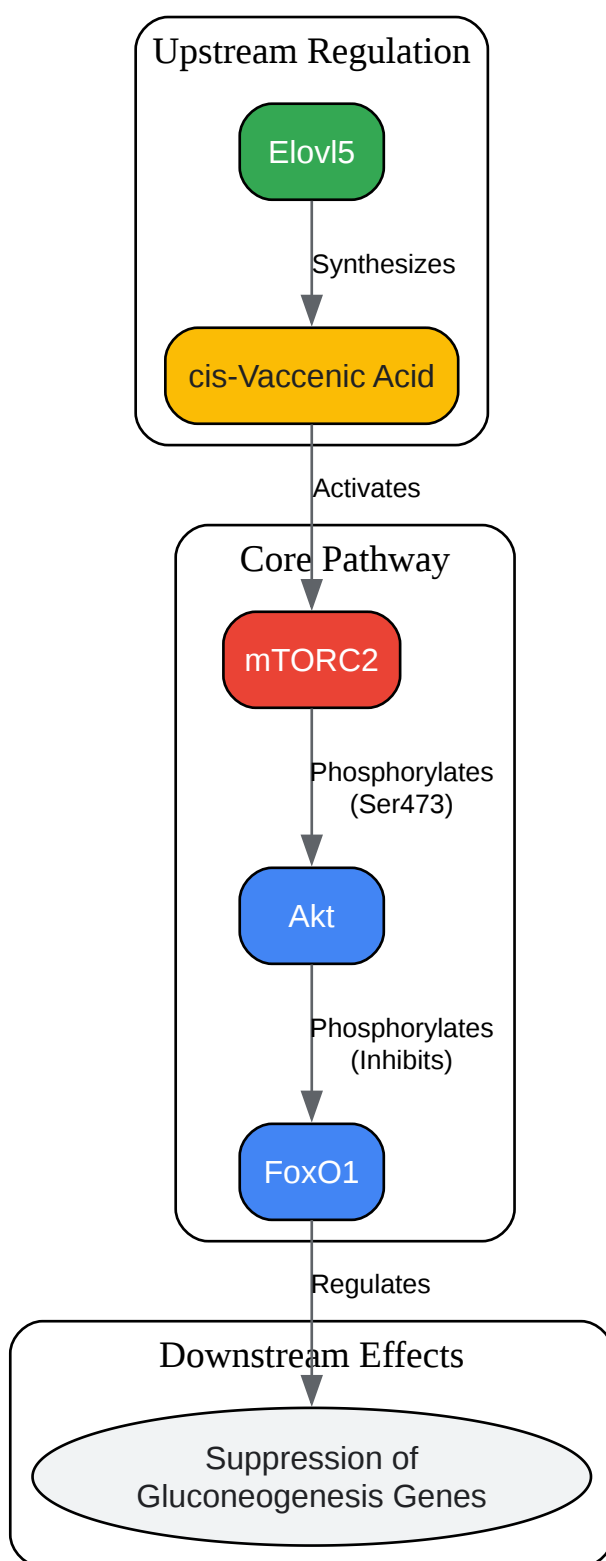 Upstream Regulation
Elovl5
Synthesizes
cis-Vaccenic Acid
Activates
Core Pathway
mTORC2
Phosphorylates
(Ser473)
Akt
Phosphorylates
(Inhibits)
FoxO1
Regulates
Downstream Effects
Suppression of
Gluconeogenesis Genes